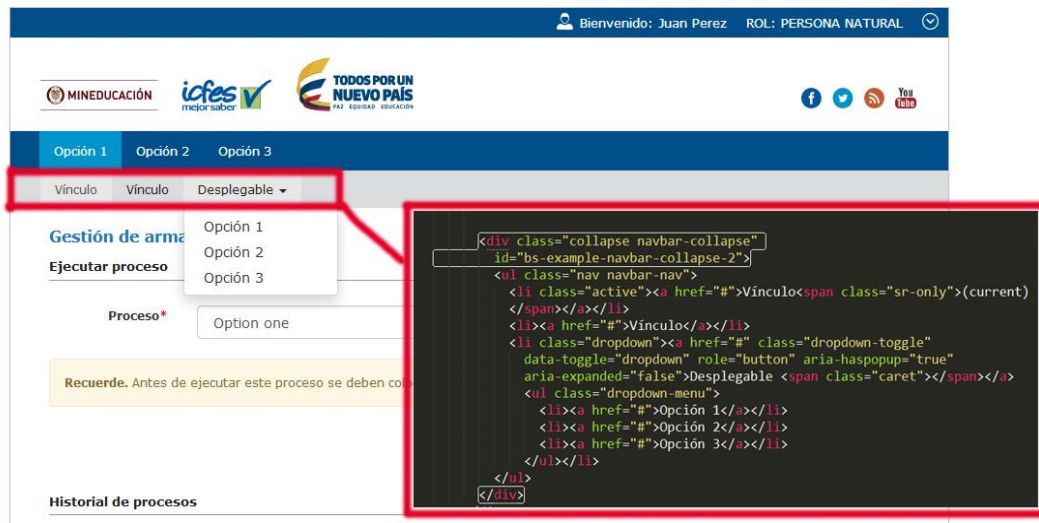 Bienvenido: Juan Perez ROL: PERSONA NATURAL
MINEDUCACIÓN
icfes
mejor saber
TODOS POR UN
NUEVO PAÍS
PAZ EQUIDAD EDUCACIÓN
You
Tube
Opción 1 Opción 2 Opción 3
Vínculo Vínculo Desplegable
Opción 1
Opción 2
Opción 3
Gestión de arma
Ejecutar proceso
Proceso*
Option one
Recuerde. Antes de ejecutar este proceso se deben colo
Historial de procesos
<div class="collapse navbar-collapse"
id="bs-example-navbar-collapse-2">
<ul class="nav navbar-nav">
<li class="active"><a href="#">Vínculo<span class="sr-only">(current)
</span></a></li>
<li><a href="#">Vínculo</a></li>
<li class="dropdown"><a href="#" class="dropdown-toggle"
data-toggle="dropdown" role="button" aria-haspopup="true"
aria-expanded="false">Desplegable <span class="caret"></span></a>
<ul class="dropdown-menu">
<li><a href="#">Opción 1</a></li>
<li><a href="#">Opción 2</a></li>
<li><a href="#">Opción 3</a></li>
</ul></li>
</ul>
</div>